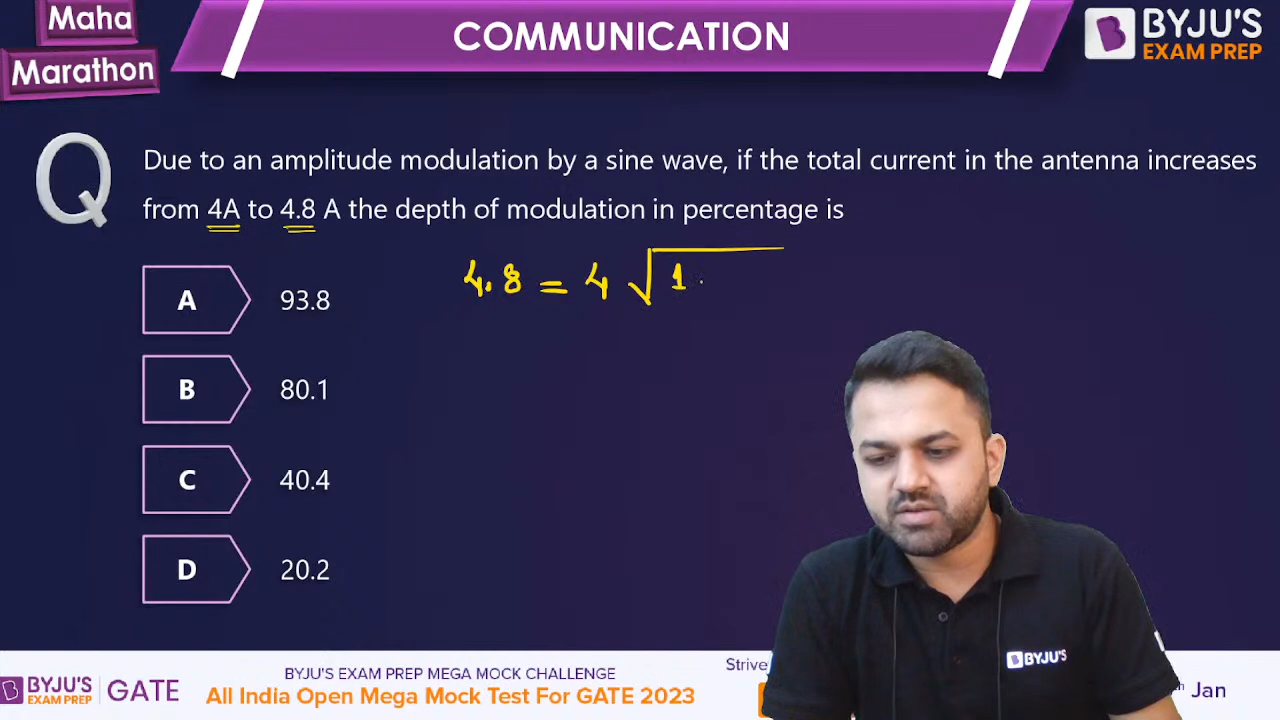 Maha
Marathon
COMMUNICATION
BYJU'S
EXAM PREP
Q
Due to an amplitude modulation by a sine wave, if the total current in the antenna increases
from 4A to 4.8 A the depth of modulation in percentage is
4.8 = 4 √1
A 93.8
B 80.1
C 40.4
D 20.2
BYJU'S
BYJU'S EXAM PREP MEGA MOCK CHALLENGE
All India Open Mega Mock Test For GATE 2023
BYJU'S
EXAM PREP
GATE
Strive
Jan